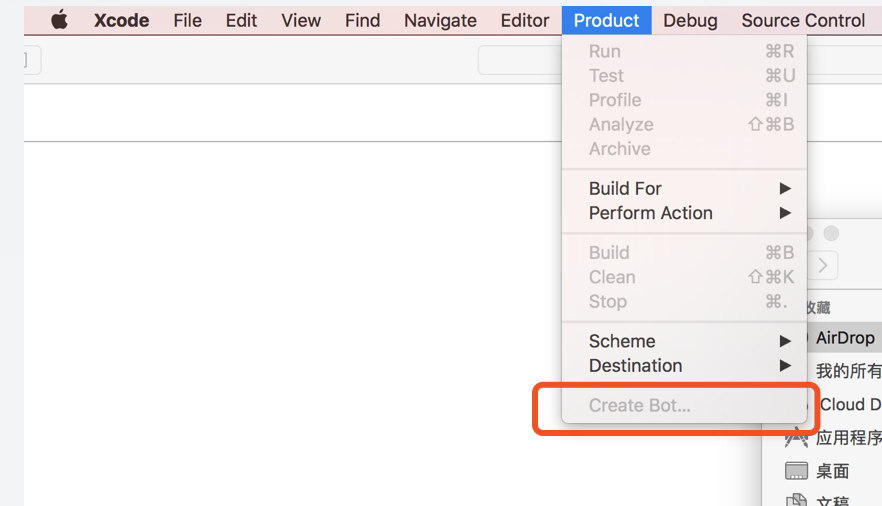 Xcode File Edit View Find Navigate Editor Product Debug Source Control
Run ⌘R
Test ⌘U
Profile ⌘I
Analyze ⇧⌘B
Archive
Build For ▶
Perform Action ▶
Build ⌘B
Clean ⇧⌘K
Stop ⌘.
Scheme ▶
Destination ▶
Create Bot...
收藏
AirDrop
我的所有
Cloud D
应用程序
桌面
文稿